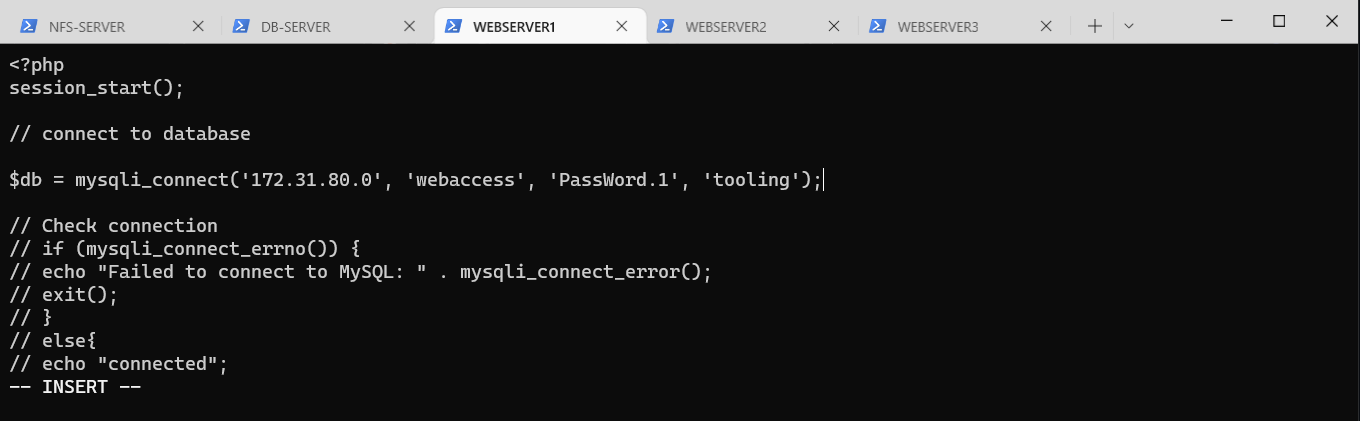 NFS-SERVER
DB-SERVER
WEBSERVER1
WEBSERVER2
WEBSERVER3
<?php
session_start();
// connect to database
$db = mysqli_connect('172.31.80.0', 'webaccess', 'PassWord.1', 'tooling');
// Check connection
// if (mysqli_connect_errno()) {
// echo "Failed to connect to MySQL: " . mysqli_connect_error();
// exit();
// }
// else{
// echo "connected";
-- INSERT --